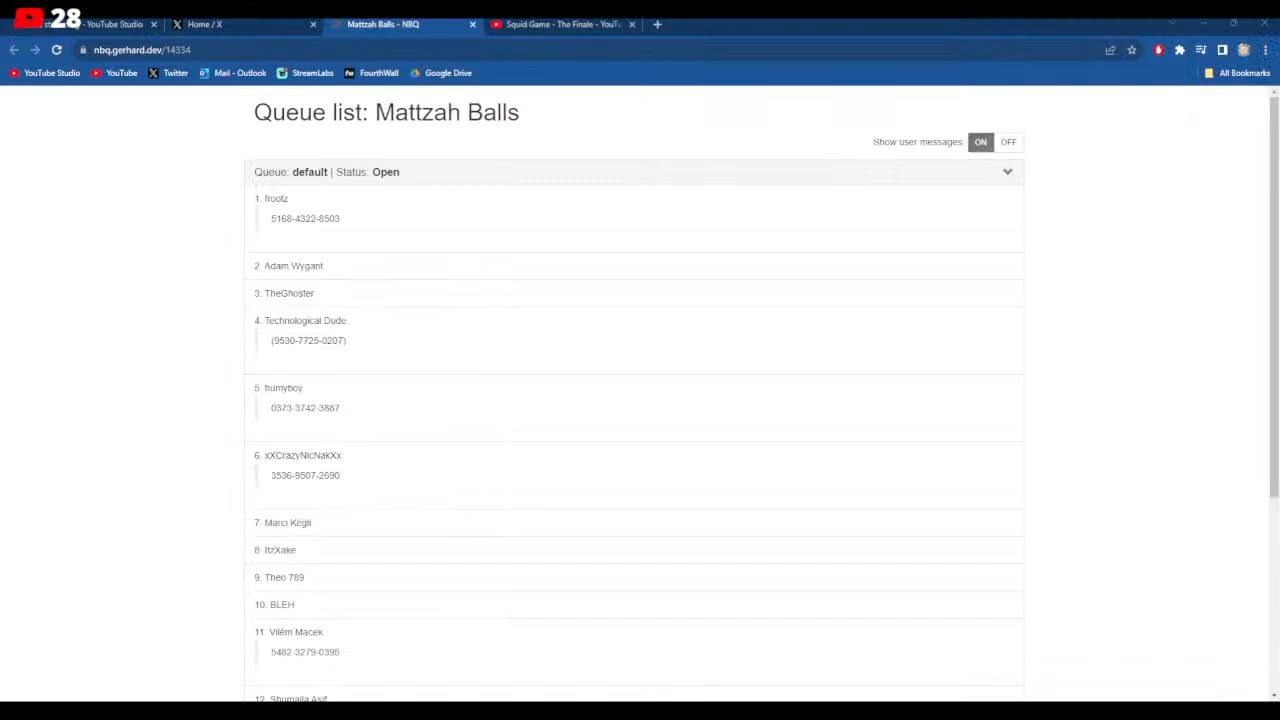 28
YouTube Studio
Home / X
Mattzah Balls - NBQ
Squid Game - The Finale - YouTu
nbq.gerhard.dev/14334
YouTube Studio YouTube Twitter Mail - Outlook StreamLabs FourthWall Google Drive All Bookmarks
Queue list: Mattzah Balls
Show user messages: ON OFF
Queue: default | Status: Open
1. frootz
5168-4322-8503
2 Adam Wygant
3. TheGhoster
4. Technological Dude
(9530-7725-0207)
5 humyboy
0373-3742-3887
6. xXCrazyNicNakXx
3536-9507-2690
7. Marci Kegli
8 ItzXake
9. Theo 789
10. BLEH
11 Vilém Macek
5482-3279-0395
12 Shumaila Asif